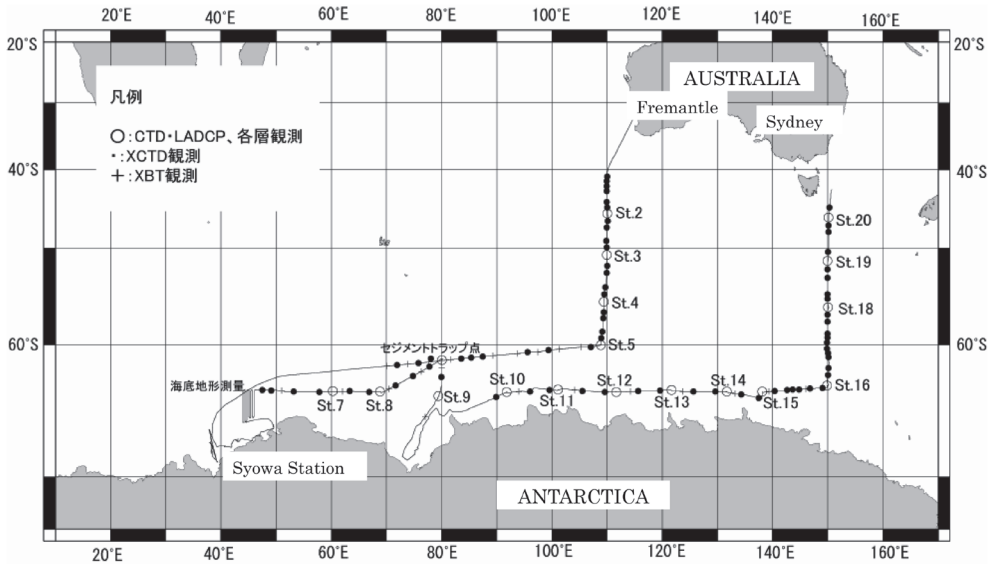 20°E 40°E 60°E 80°E 100°E 120°E 140°E 160°E
20°S 20°S
AUSTRALIA
凡例
Fremantle
Sydney
○:CTD・LADCP、各層観測
・:XCTD観測
+:XBT観測
40°S 40°S
St.2
St.20
St.3
St.19
St.4
St.18
60°S セジメントトラップ点 St.5 60°S
海底地形測量
St.7 St.8 St.9 St.10 St.11 St.12 St.13 St.14 St.15 St.16
Syowa Station
ANTARCTICA
20°E 40°E 60°E 80°E 100°E 120°E 140°E 160°E